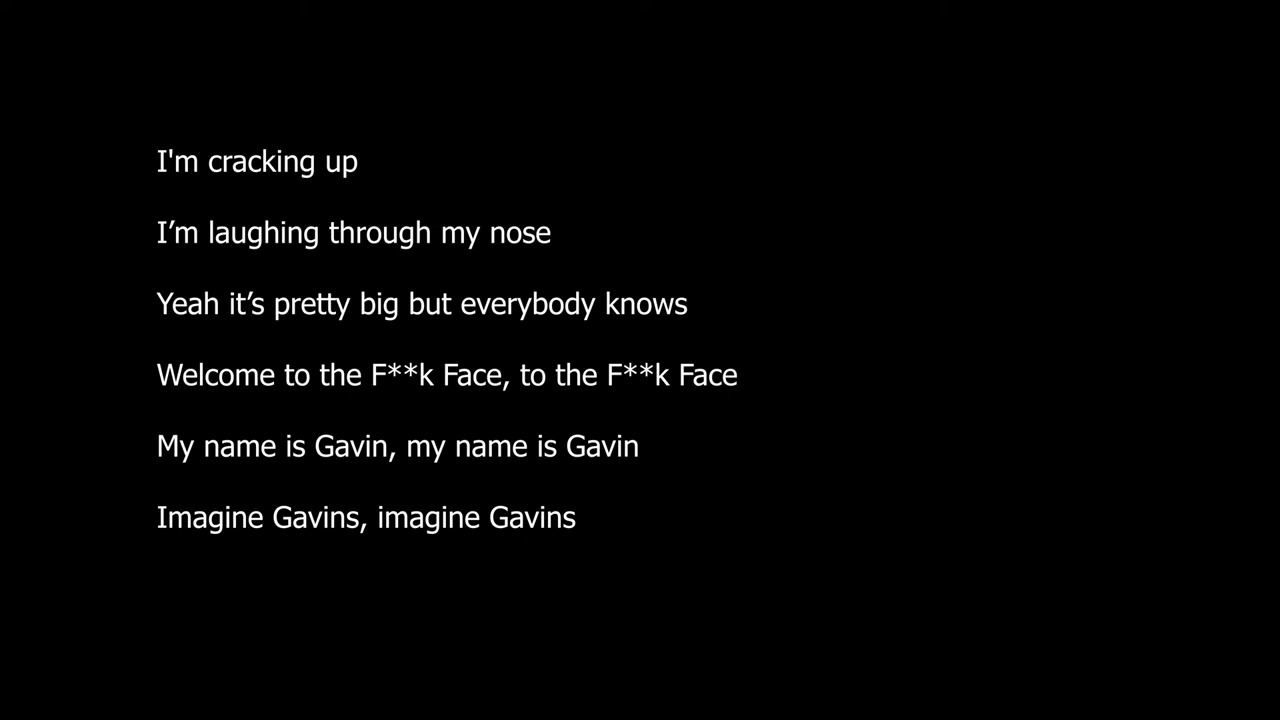 I'm cracking up
I’m laughing through my nose
Yeah it’s pretty big but everybody knows
Welcome to the F**k Face, to the F**k Face
My name is Gavin, my name is Gavin
Imagine Gavins, imagine Gavins